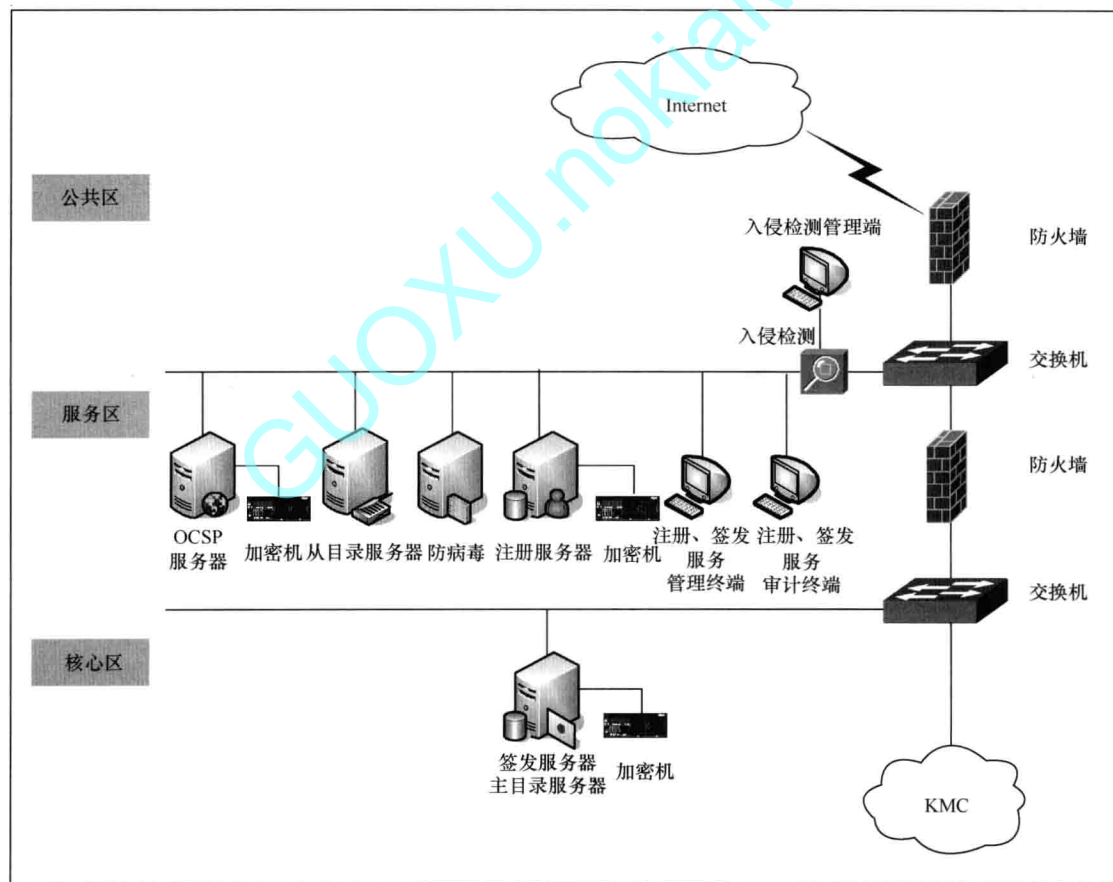 Internet
公共区
入侵检测管理端
防火墙
入侵检测
交换机
服务区
防火墙
OCSP
服务器
加密机
从目录服务器
防病毒
注册服务器
加密机
注册、签发
服务
管理终端
注册、签发
服务
审计终端
交换机
核心区
签发服务器
主目录服务器
加密机
KMC
GUOXU.nokia